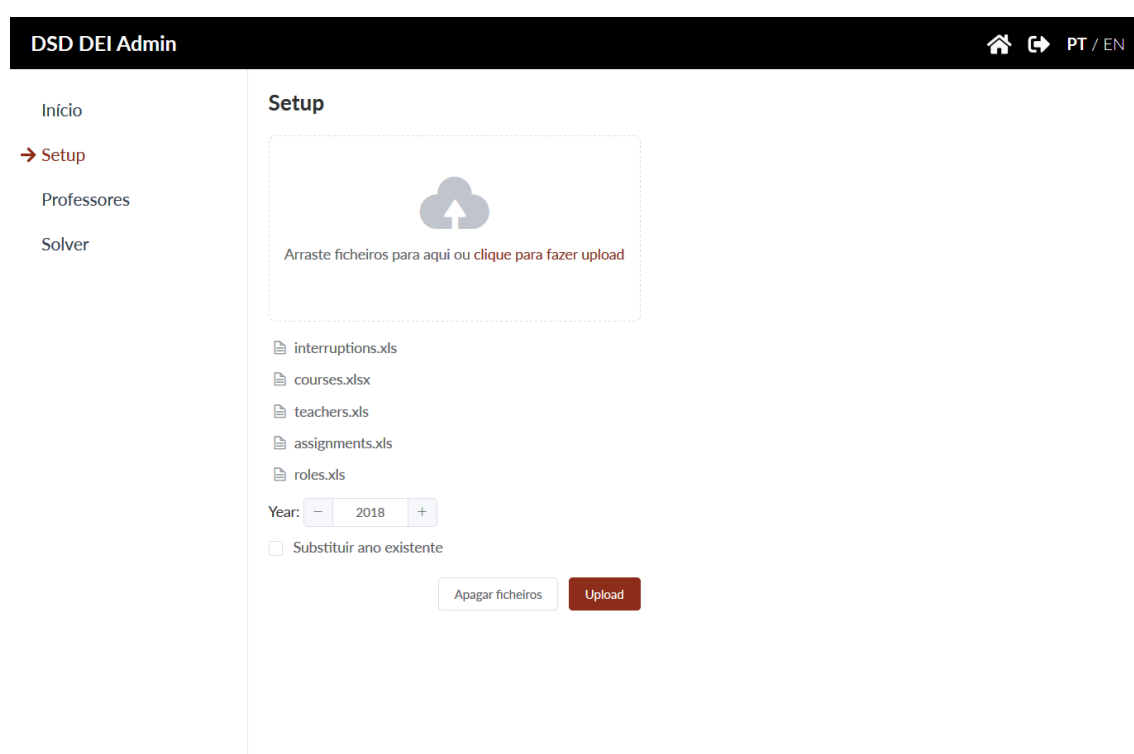 DSD DEI Admin
PT / EN
Início
Setup
Professores
Solver
Setup
Arraste ficheiros para aqui ou clique para fazer upload
interruptions.xls
courses.xlsx
teachers.xls
assignments.xls
roles.xls
Year: − 2018 +
Substituir ano existente
Apagar ficheiros Upload